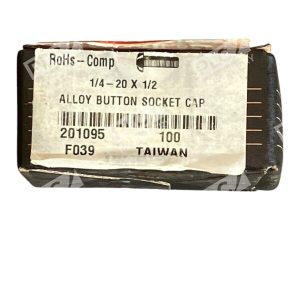 RoHs-Comp
1/4-20 X 1/2
ALLOY BUTTON SOCKET CAP
201095 100
F039 TAIWAN